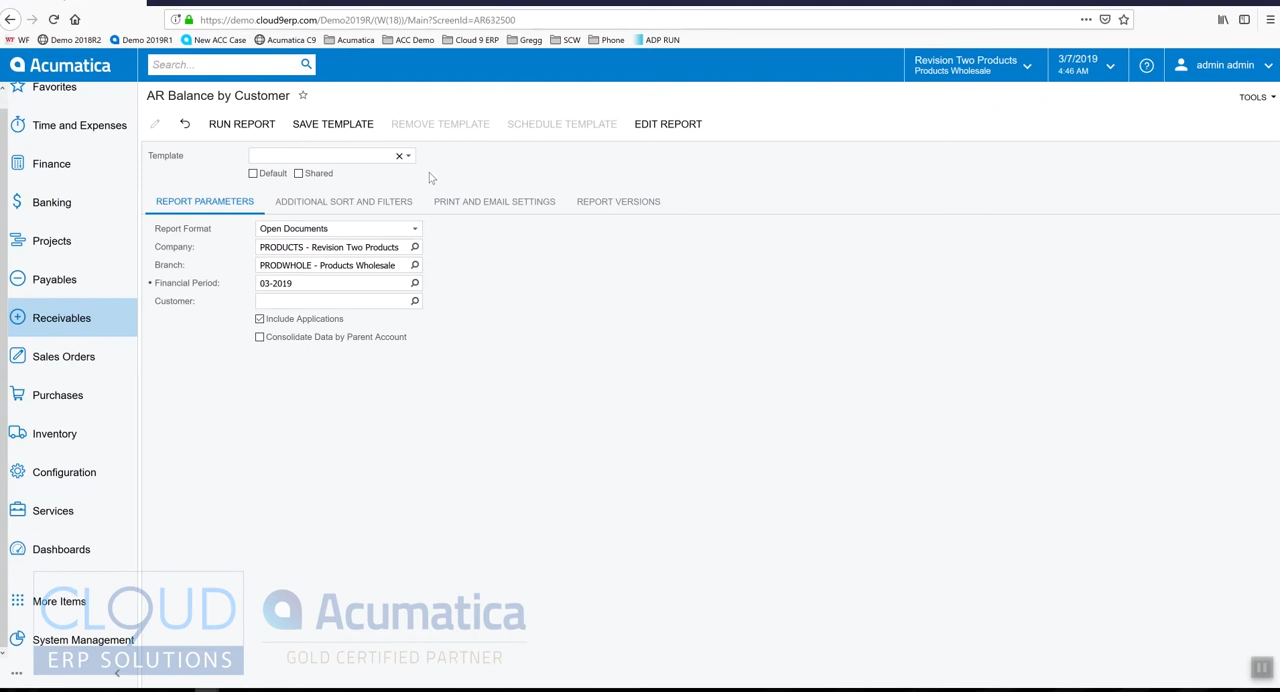 https://demo.cloud9erp.com/Demo2019R/(W(18))/Main?ScreenId=AR632500
WF Demo 2018R2 Demo 2019R1 New ACC Case Acumatica C9 Acumatica ACC Demo Cloud 9 ERP Gregg SCW Phone ADP RUN
Acumatica
Search...
Revision Two Products
Products Wholesale
3/7/2019
4:46 AM
admin admin
Favorites
Time and Expenses
Finance
Banking
Projects
Payables
Receivables
Sales Orders
Purchases
Inventory
Configuration
Services
Dashboards
More Items
System Management
AR Balance by Customer
TOOLS
RUN REPORT SAVE TEMPLATE REMOVE TEMPLATE SCHEDULE TEMPLATE EDIT REPORT
Template
Default Shared
REPORT PARAMETERS ADDITIONAL SORT AND FILTERS PRINT AND EMAIL SETTINGS REPORT VERSIONS
Report Format Open Documents
Company: PRODUCTS - Revision Two Products
Branch: PRODWHOLE - Products Wholesale
Financial Period: 03-2019
Customer:
Include Applications
Consolidate Data by Parent Account
CLOUD 9
ERP SOLUTIONS
Acumatica
GOLD CERTIFIED PARTNER